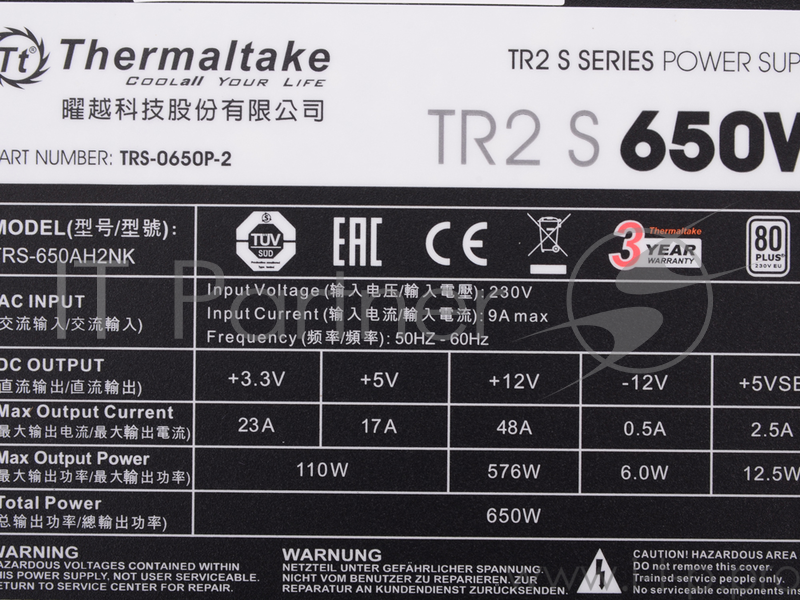 Tt® Thermaltake
COOLall YOUR LIFE
曜越科技股份有限公司
TR2 S SERIES POWER SUP
TR2 S 650W
ART NUMBER: TRS-0650P-2
MODEL(型号/型號):
TRS-650AH2NK
TÜV
SÜD
EAC
CE
Thermaltake
3 YEAR
WARRANTY
80
PLUS
230V EU
IT Partner
AC INPUT
(交流输入/交流輸入)
Input Voltage (输入电压/輸入電壓): 230V
Input Current (输入电流/輸入電流): 9A max
Frequency (频率/頻率): 50HZ - 60Hz
DC OUTPUT
(直流输出/直流輸出)
+3.3V +5V +12V -12V +5VSB
Max Output Current
(最大输出电流/最大輸出電流)
23A 17A 48A 0.5A 2.5A
Max Output Power
(最大输出功率/最大輸出功率)
110W 576W 6.0W 12.5W
Total Power
(总输出功率/總輸出功率)
650W
WARNING
HAZARDOUS VOLTAGES CONTAINED WITHIN
THIS POWER SUPPLY, NOT USER SERVICEABLE.
RETURN TO SERVICE CENTER FOR REPAIR.
WARNUNG
NETZTEIL UNTER GEFÄHRLICHER SPANNUNG.
NICHT VOM BENUTZER ZU REPARIEREN. ZUR
REPARATUR AN KUNDENDIENST ZURÜCKSENDEN.
CAUTION! HAZARDOUS AREA
Do not remove this cover.
Trained service people only.
No serviceable components ins